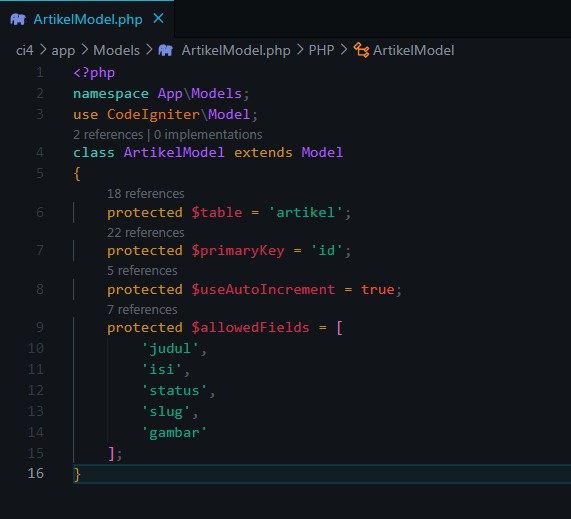 ArtikelModel.php
ci4 > app > Models > ArtikelModel.php > PHP > ArtikelModel
1 <?php
2 namespace App\Models;
3 use CodeIgniter\Model;
2 references | 0 implementations
4 class ArtikelModel extends Model
5 {
18 references
6 protected $table = 'artikel';
22 references
7 protected $primaryKey = 'id';
5 references
8 protected $useAutoIncrement = true;
7 references
9 protected $allowedFields = [
10 'judul',
11 'isi',
12 'status',
13 'slug',
14 'gambar'
15 ];
16 }